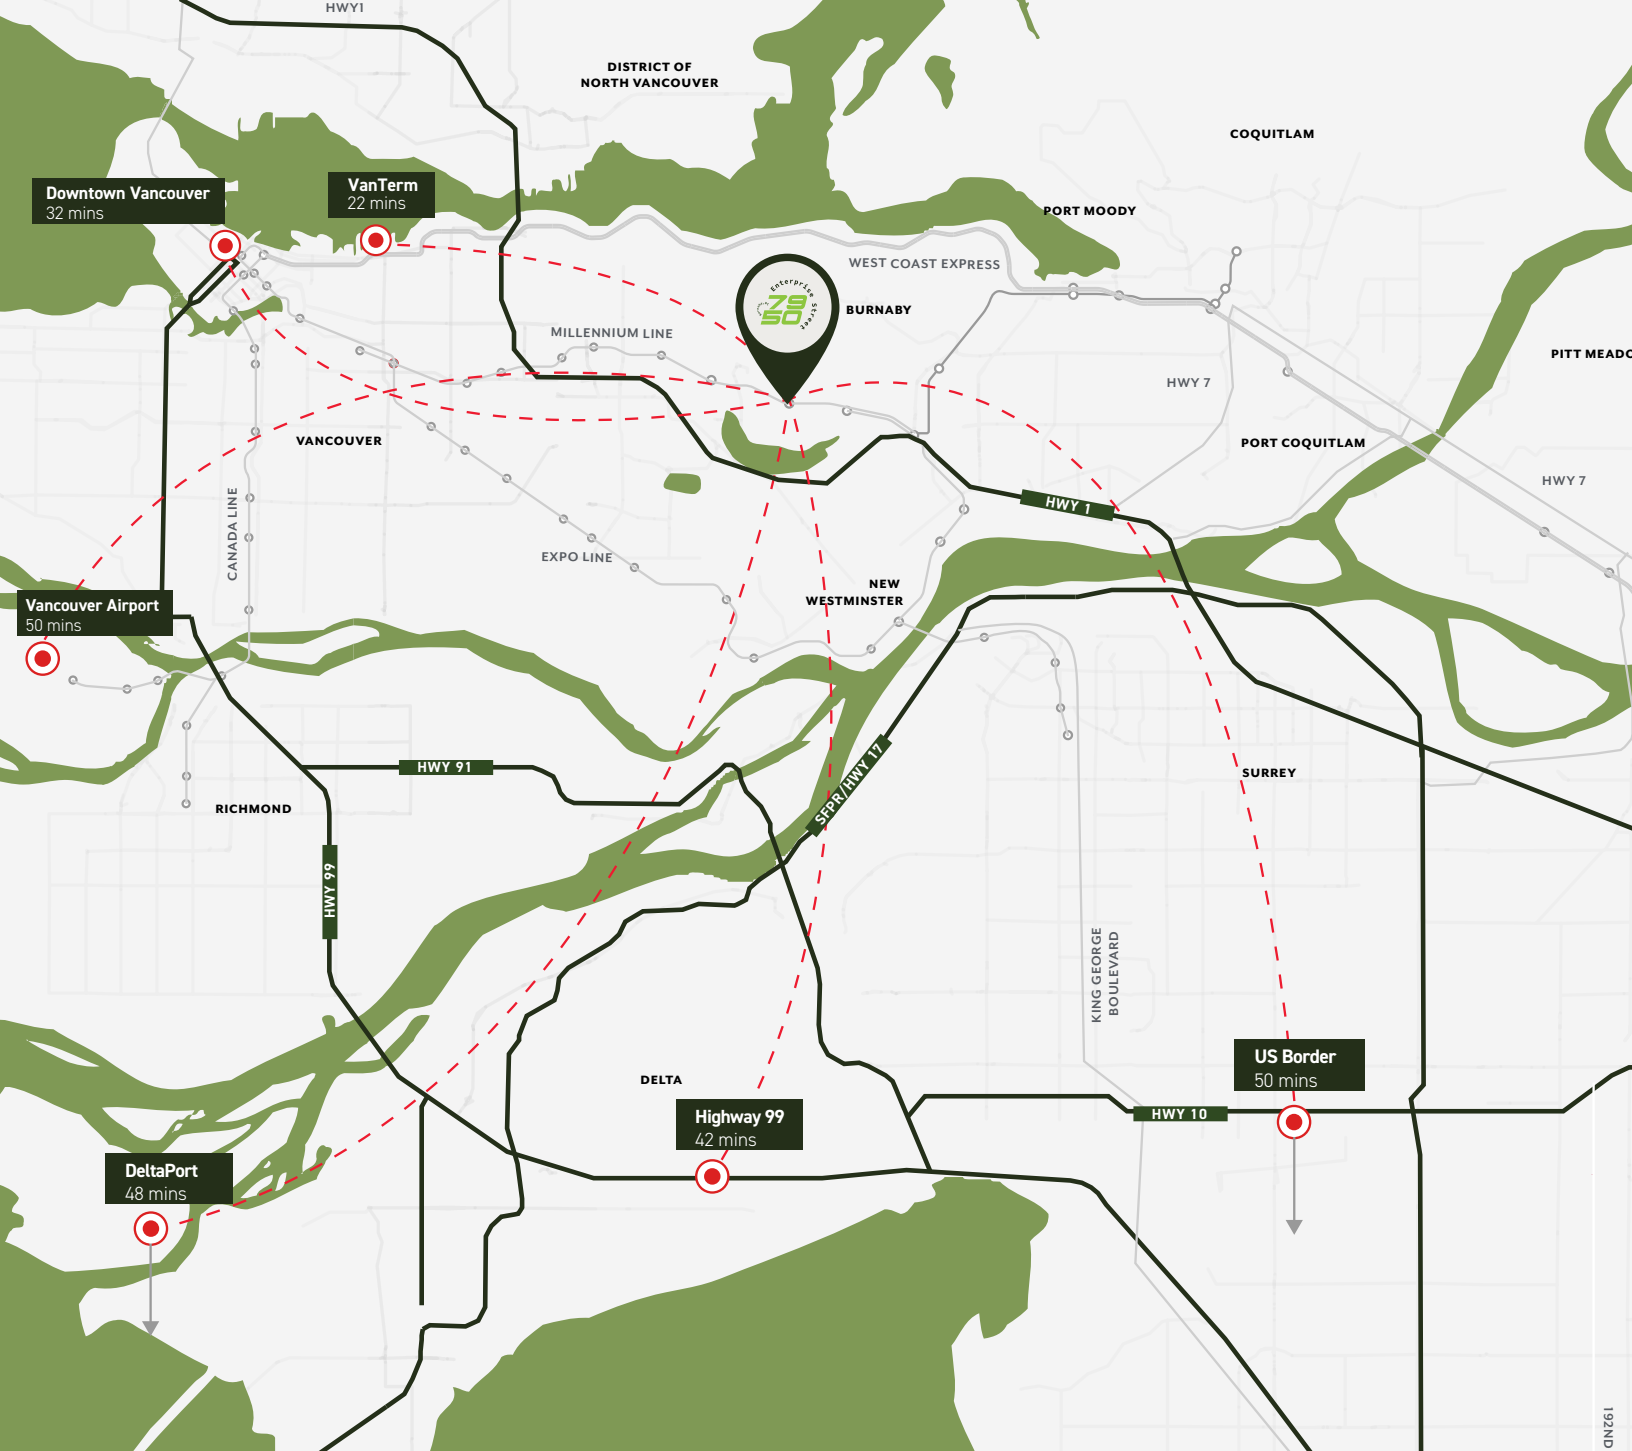 HWY1
DISTRICT OF
NORTH VANCOUVER
COQUITLAM
Downtown Vancouver
32 mins
VanTerm
22 mins
PORT MOODY
WEST COAST EXPRESS
Enterprise
Street
79
50
BURNABY
MILLENNIUM LINE
PITT MEADO
HWY 7
VANCOUVER
PORT COQUITLAM
HWY 7
CANADA LINE
HWY 1
EXPO LINE
NEW
WESTMINSTER
Vancouver Airport
50 mins
HWY 91
SFPR/HWY 17
SURREY
RICHMOND
HWY 99
KING GEORGE
BOULEVARD
US Border
50 mins
DELTA
Highway 99
42 mins
HWY 10
DeltaPort
48 mins
192ND